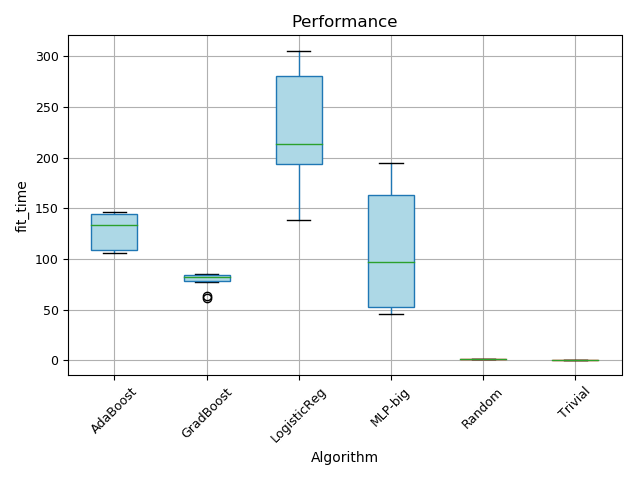 Performance
fit_time
300
250
200
150
100
50
0
AdaBoost
GradBoost
LogisticReg
MLP-big
Random
Trivial
Algorithm